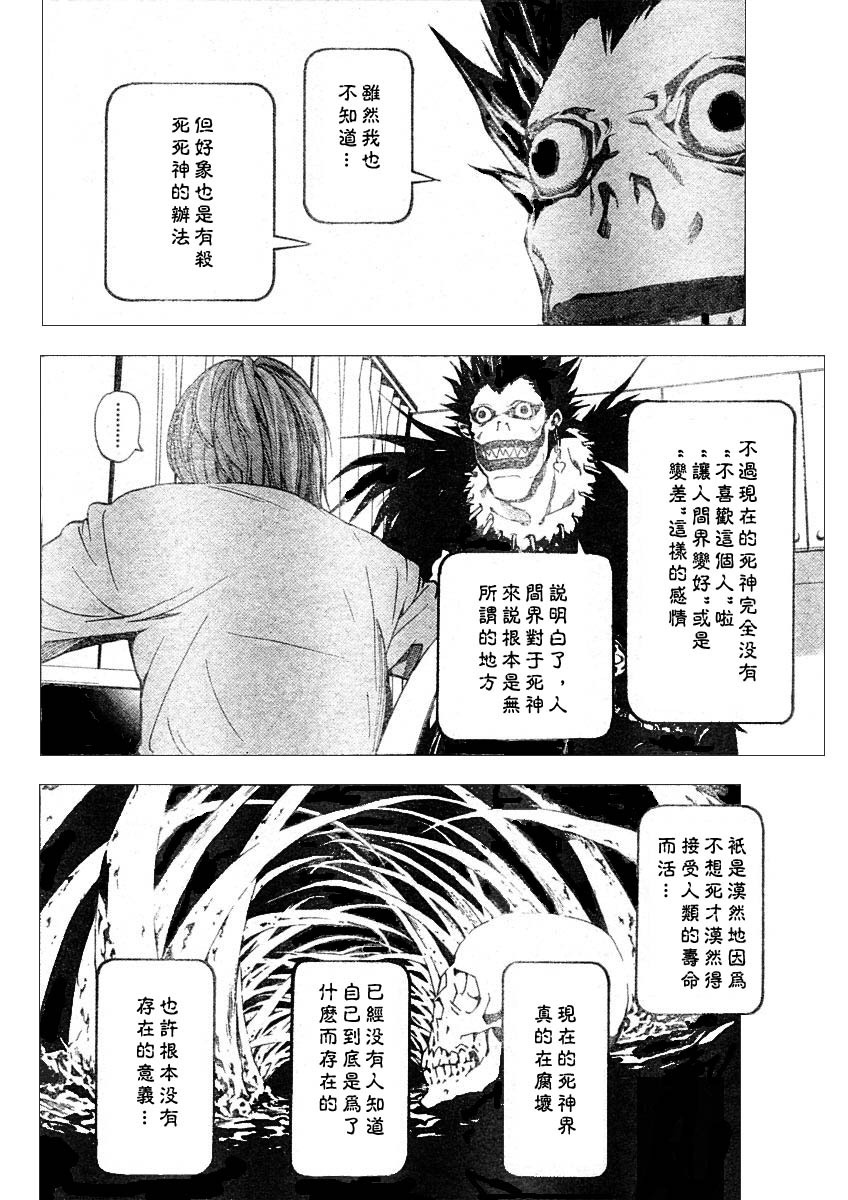 雖然我也
不知道…
但好象也是有殺
死死神的辦法
不過現在的死神完全没有
“不喜歡這個人”啦
“讓人間界變好”或是
“變差”這樣的感情
説明白了，人
間界對于死神
來説根本是無
所謂的地方
………
衹是漠然地因爲
不想死才漠然得
接受人類的壽命
而活…
現在的死神界
真的在腐壞
已經没有人知道
自己到底是爲了
什麽而存在的
也許根本没有
存在的意義…